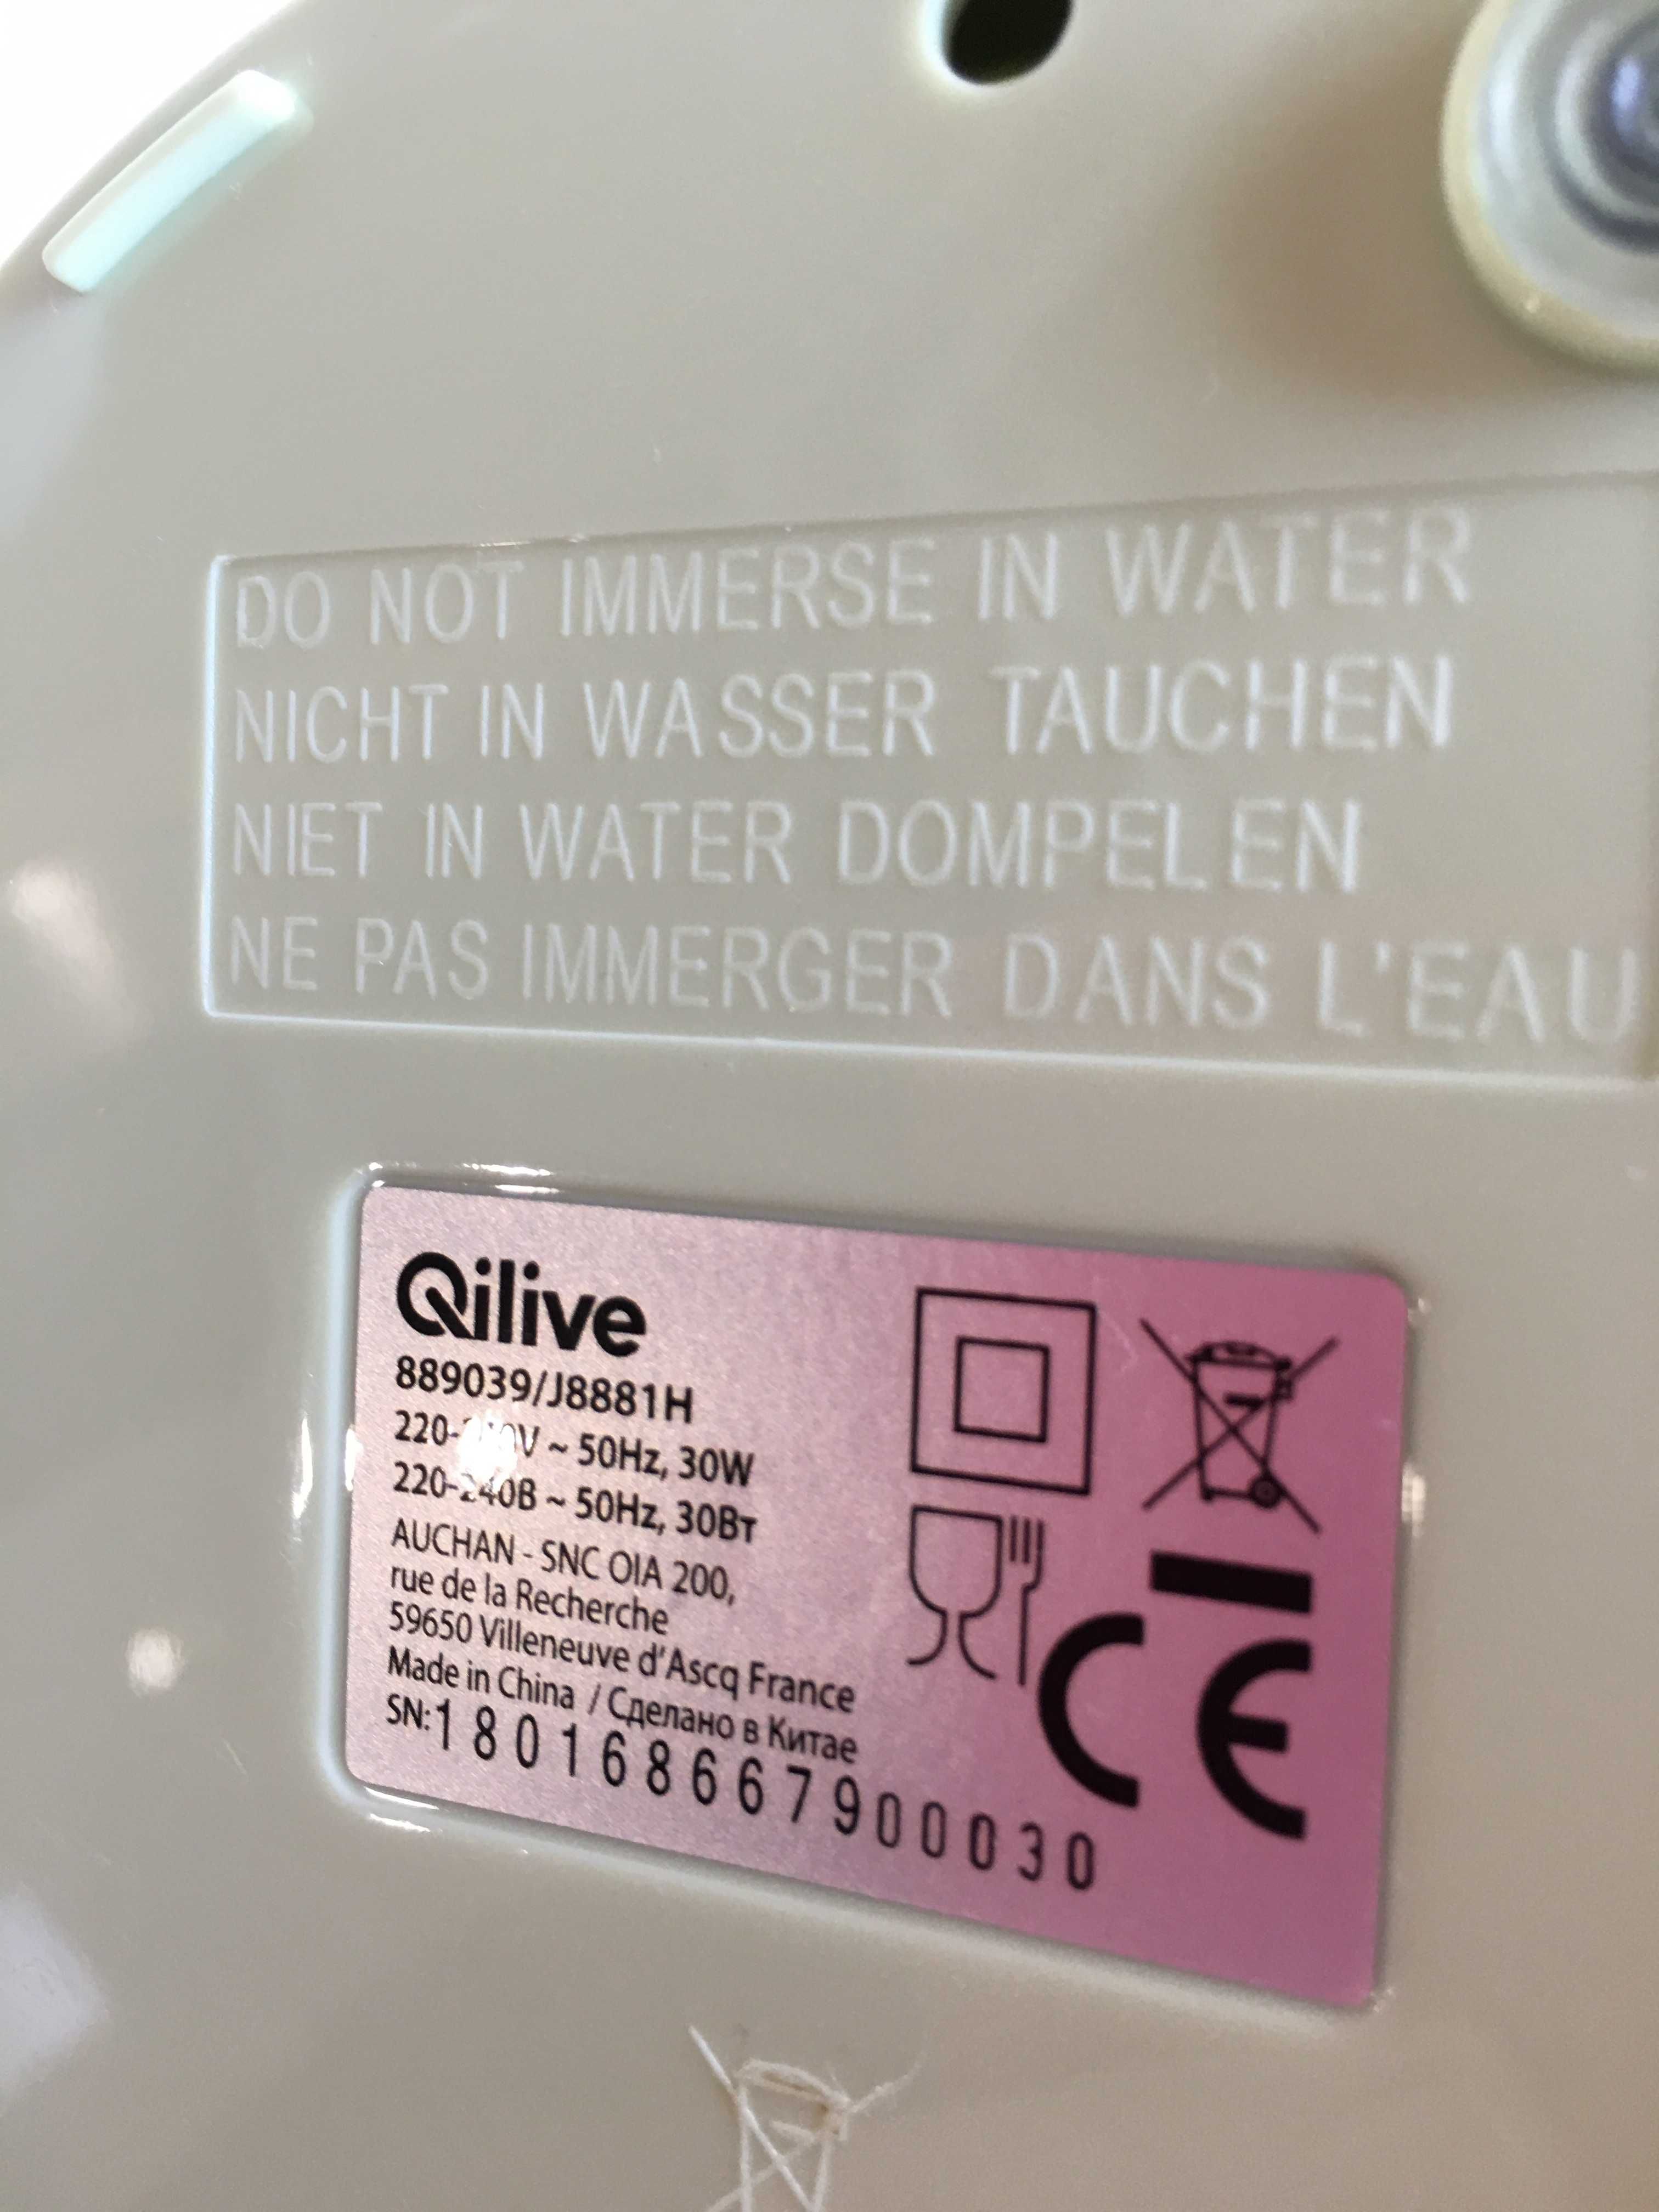 DO NOT IMMERSE IN WATER
NICHT IN WASSER TAUCHEN
NIET IN WATER DOMPELEN
NE PAS IMMERGER DANS L'EAU
Qilive
889039/J8881H
~ 50Hz, 30W
220-240В ~ 50Hz, 30Вт
AUCHAN - SNC OIA 200,
rue de la Recherche
59650 Villeneuve d'Ascq France
Made in China / Сделано в Китае
SN:180168667900030
CE